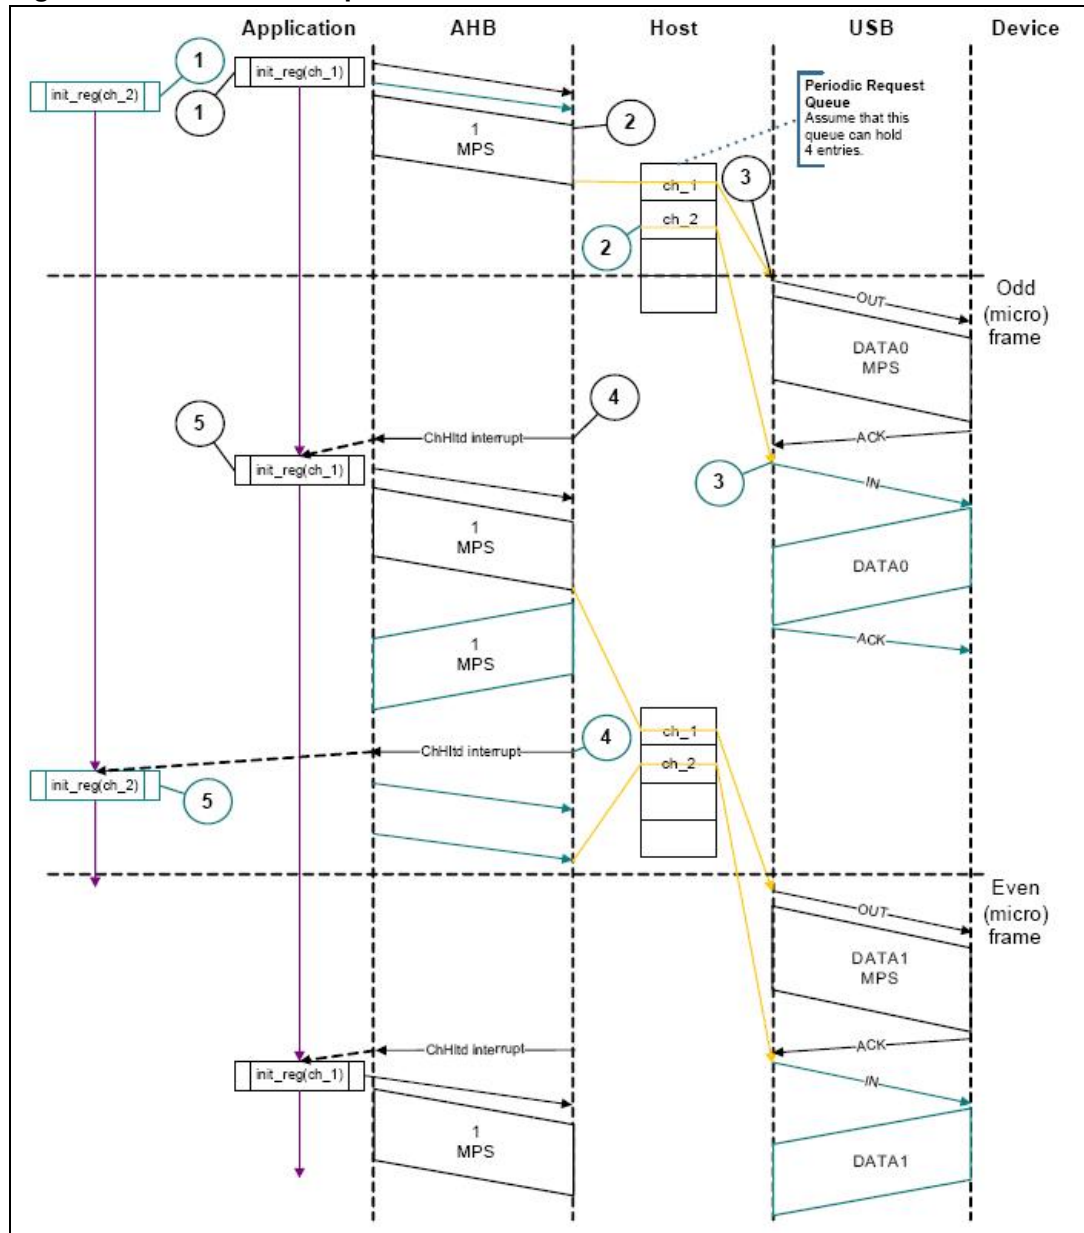 Application
AHB
Host
USB
Device
1
init_reg(ch_1)
init_reg(ch_2)
1
Periodic Request
Queue
Assume that this
queue can hold
4 entries.
1
MPS
2
3
ch_1
ch_2
2
Odd
(micro)
frame
OUT
DATA0
MPS
4
5
ChHltd interrupt
ACK
init_reg(ch_1)
3
IN
1
MPS
DATA0
1
MPS
ACK
4
ch_1
ChHltd interrupt
ch_2
init_reg(ch_2)
5
Even
(micro)
frame
OUT
DATA1
MPS
ChHltd interrupt
ACK
init_reg(ch_1)
IN
1
MPS
DATA1